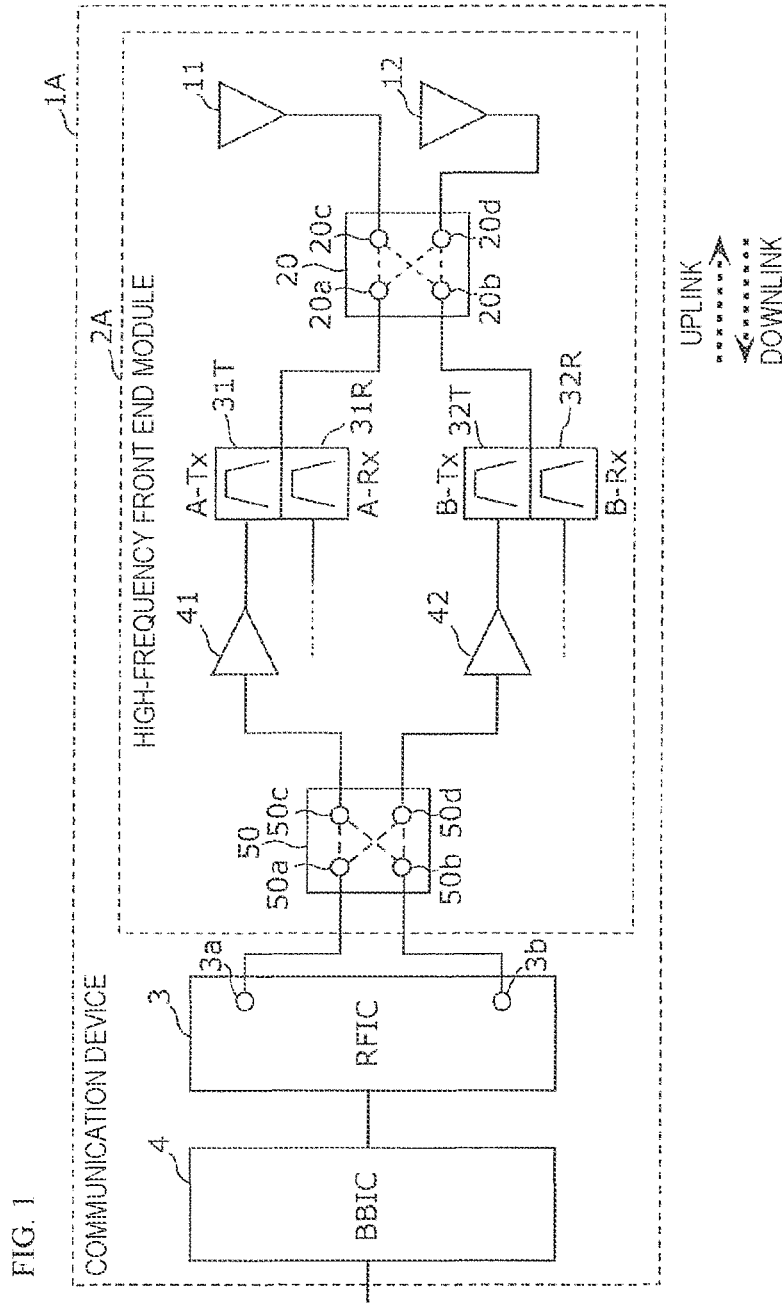 FIG. 1
COMMUNICATION DEVICE
1A
HIGH-FREQUENCY FRONT END MODULE
2A
4
BBIC
3
RFIC
3a
3b
50
50a
50c
50b
50d
41
42
A-Tx
31T
A-Rx
31R
B-Tx
32T
B-Rx
32R
20
20a
20c
20b
20d
11
12
UPLINK
DOWNLINK